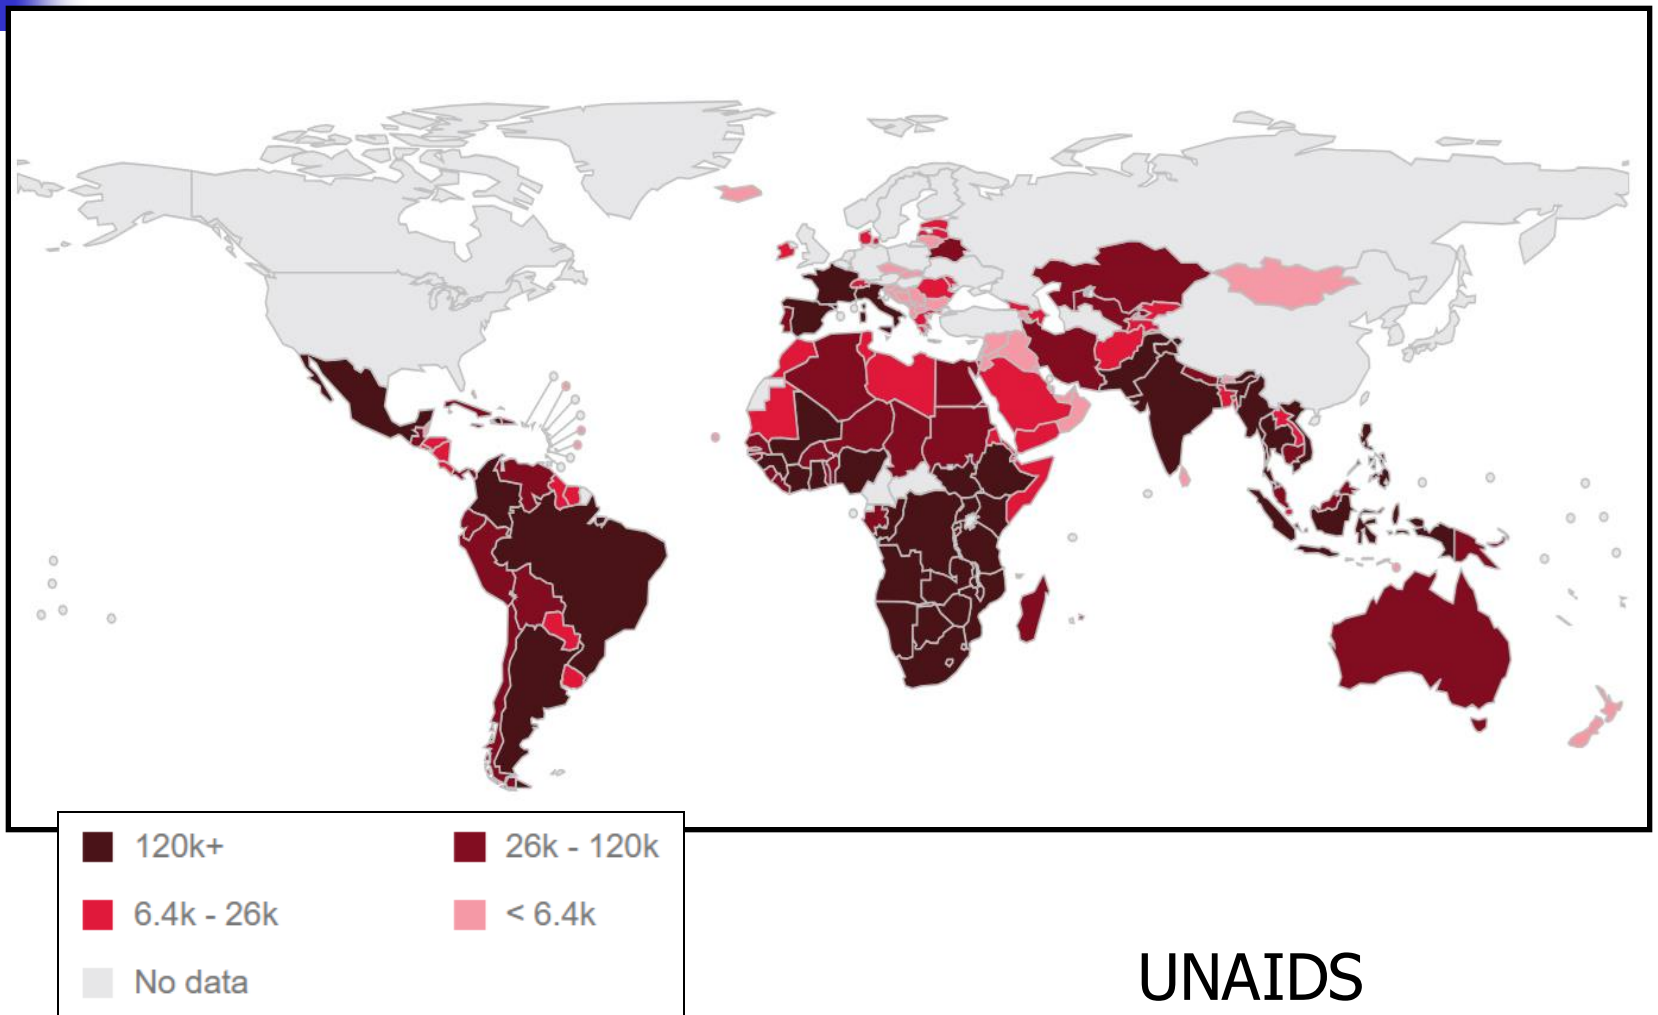 120k+
26k - 120k
6.4k - 26k
< 6.4k
No data
UNAIDS